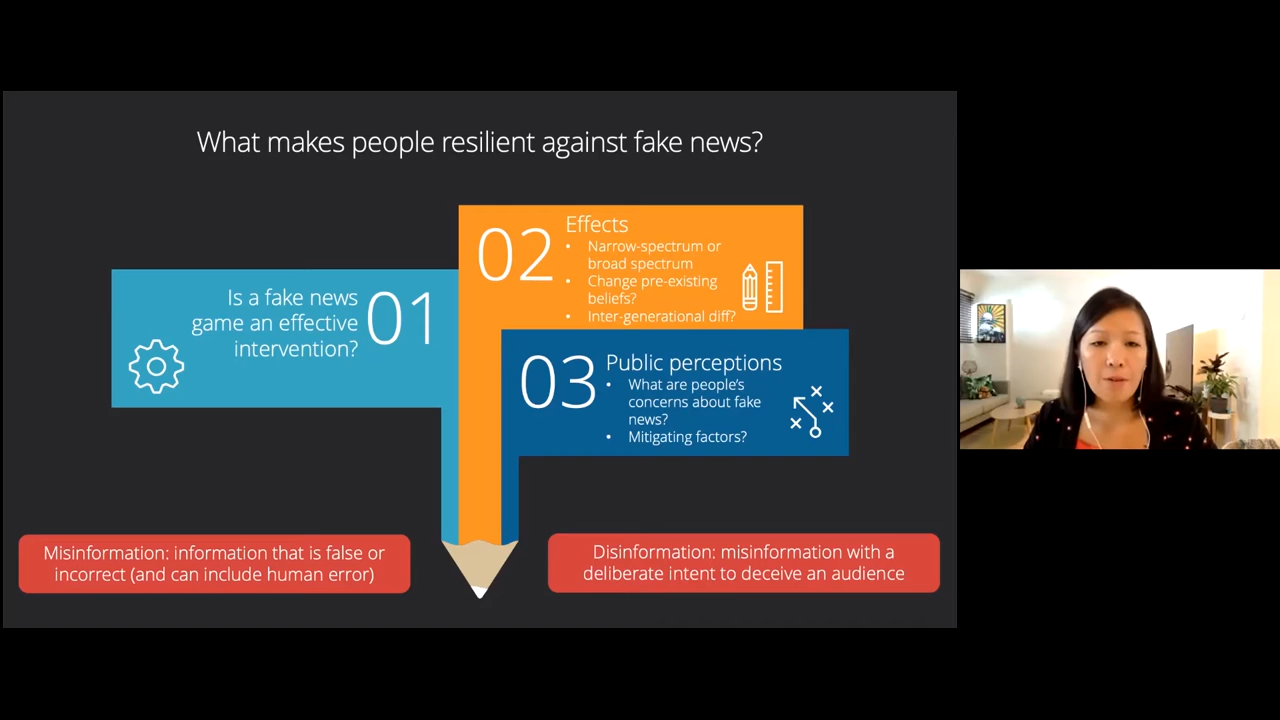 What makes people resilient against fake news?
Is a fake news
game an effective
intervention?
01
02
Effects
• Narrow-spectrum or
broad spectrum
• Change pre-existing
beliefs?
• Inter-generational diff?
03
Public perceptions
• What are people's
concerns about fake
news?
• Mitigating factors?
Misinformation: information that is false or
incorrect (and can include human error)
Disinformation: misinformation with a
deliberate intent to deceive an audience